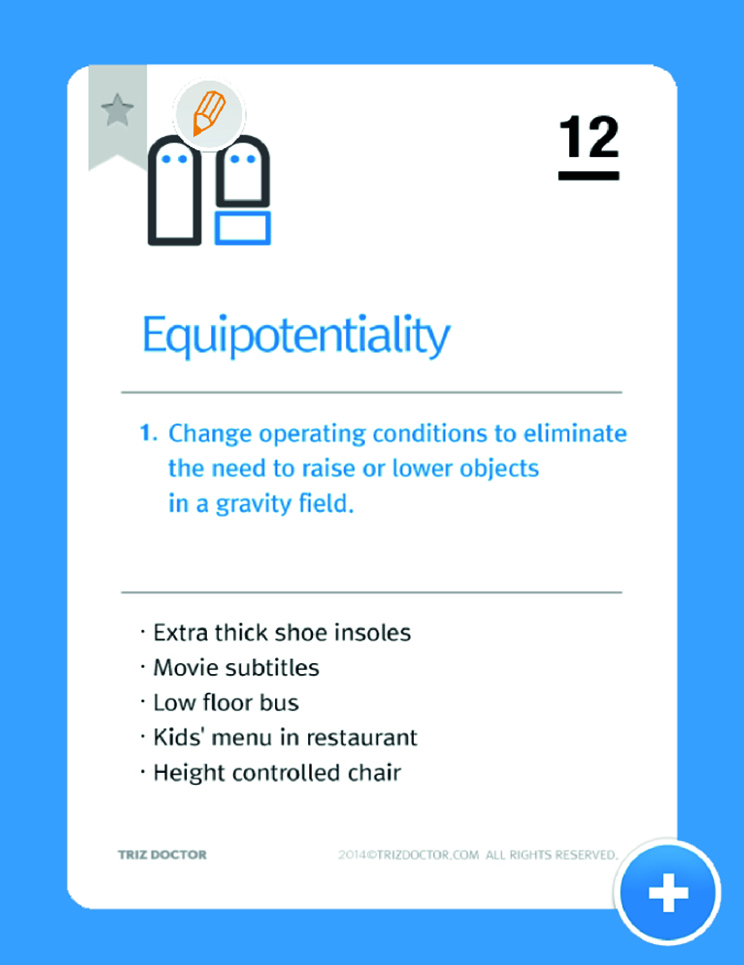 12
Equipotentiality
1. Change operating conditions to eliminate
the need to raise or lower objects
in a gravity field.
· Extra thick shoe insoles
· Movie subtitles
· Low floor bus
· Kids' menu in restaurant
· Height controlled chair
TRIZ DOCTOR 2014©TRIZDOCTOR.COM ALL RIGHTS RESERVED.